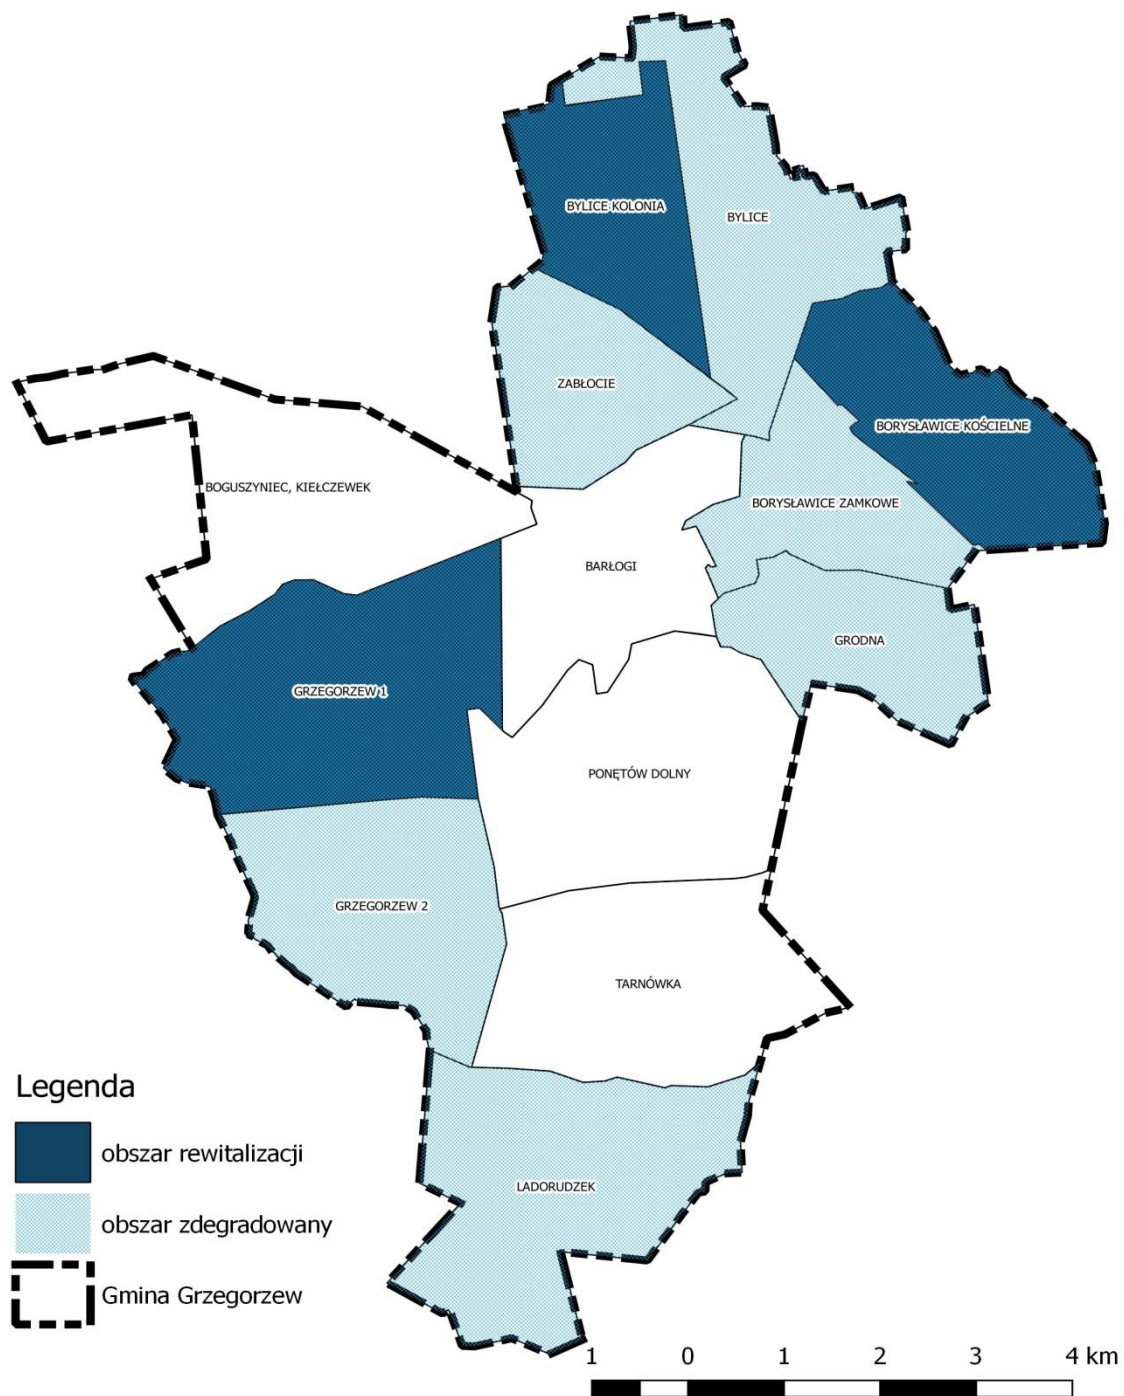 BYLICE KOLONIA
BYLICE
ZABŁOCIE
BORYSŁAWICE KOŚCIELNE
BOGUSZYNIEC, KIEŁCZEWEK
BORYSŁAWICE ZAMKOWE
BARŁOGI
GRODNA
GRZEGORZEW 1
PONĘTÓW DOLNY
GRZEGORZEW 2
TARNÓWKA
LADORUDZEK
Legenda
obszar rewitalizacji
obszar zdegradowany
Gmina Grzegorzew
1 0 1 2 3 4 km